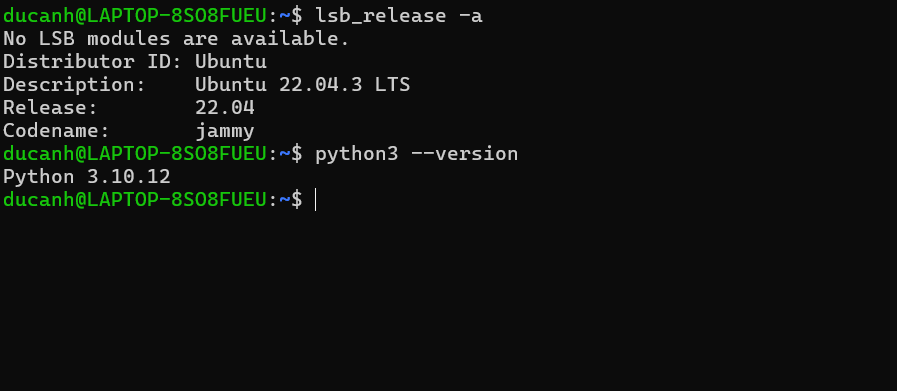 ducanh@LAPTOP-8SO8FUEU:~$ lsb_release -a
No LSB modules are available.
Distributor ID: Ubuntu
Description:    Ubuntu 22.04.3 LTS
Release:        22.04
Codename:       jammy
ducanh@LAPTOP-8SO8FUEU:~$ python3 --version
Python 3.10.12
ducanh@LAPTOP-8SO8FUEU:~$